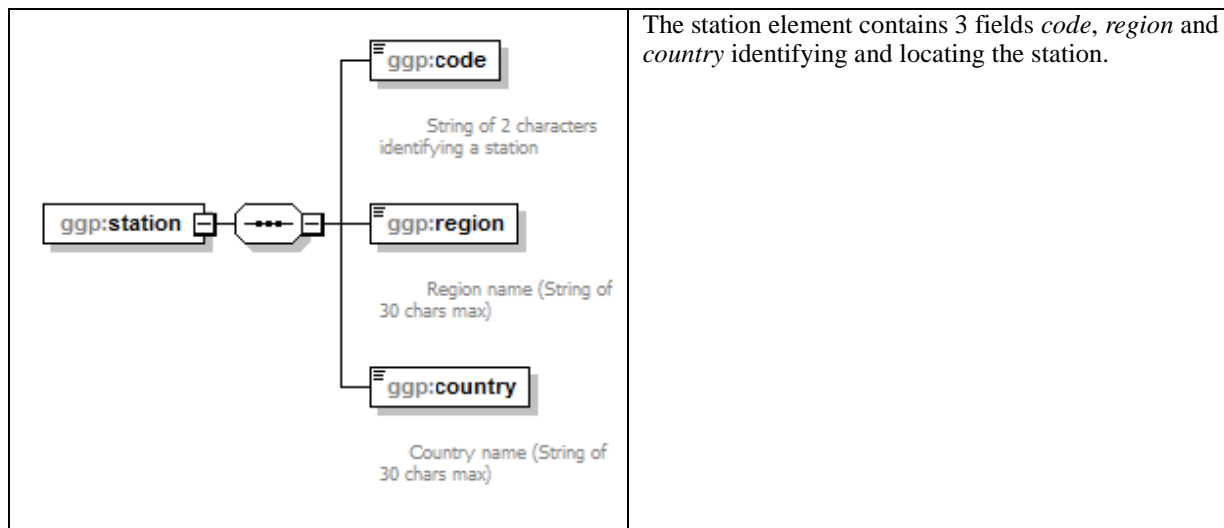 ggp:code
String of 2 characters
identifying a station
ggp:station
ggp:region
Region name (String of
30 chars max)
ggp:country
Country name (String of
30 chars max)
The station element contains 3 fields code, region and
country identifying and locating the station.